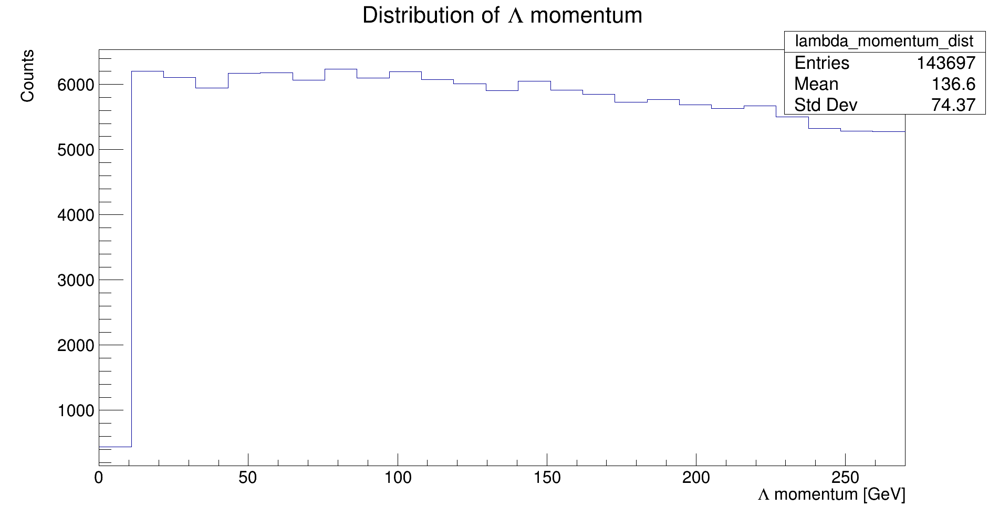 Distribution of Λ momentum
lambda_momentum_dist
Entries 143697
Mean 136.6
Std Dev 74.37
Counts
6000
5000
4000
3000
2000
1000
0 50 100 150 200 250
Λ momentum [GeV]